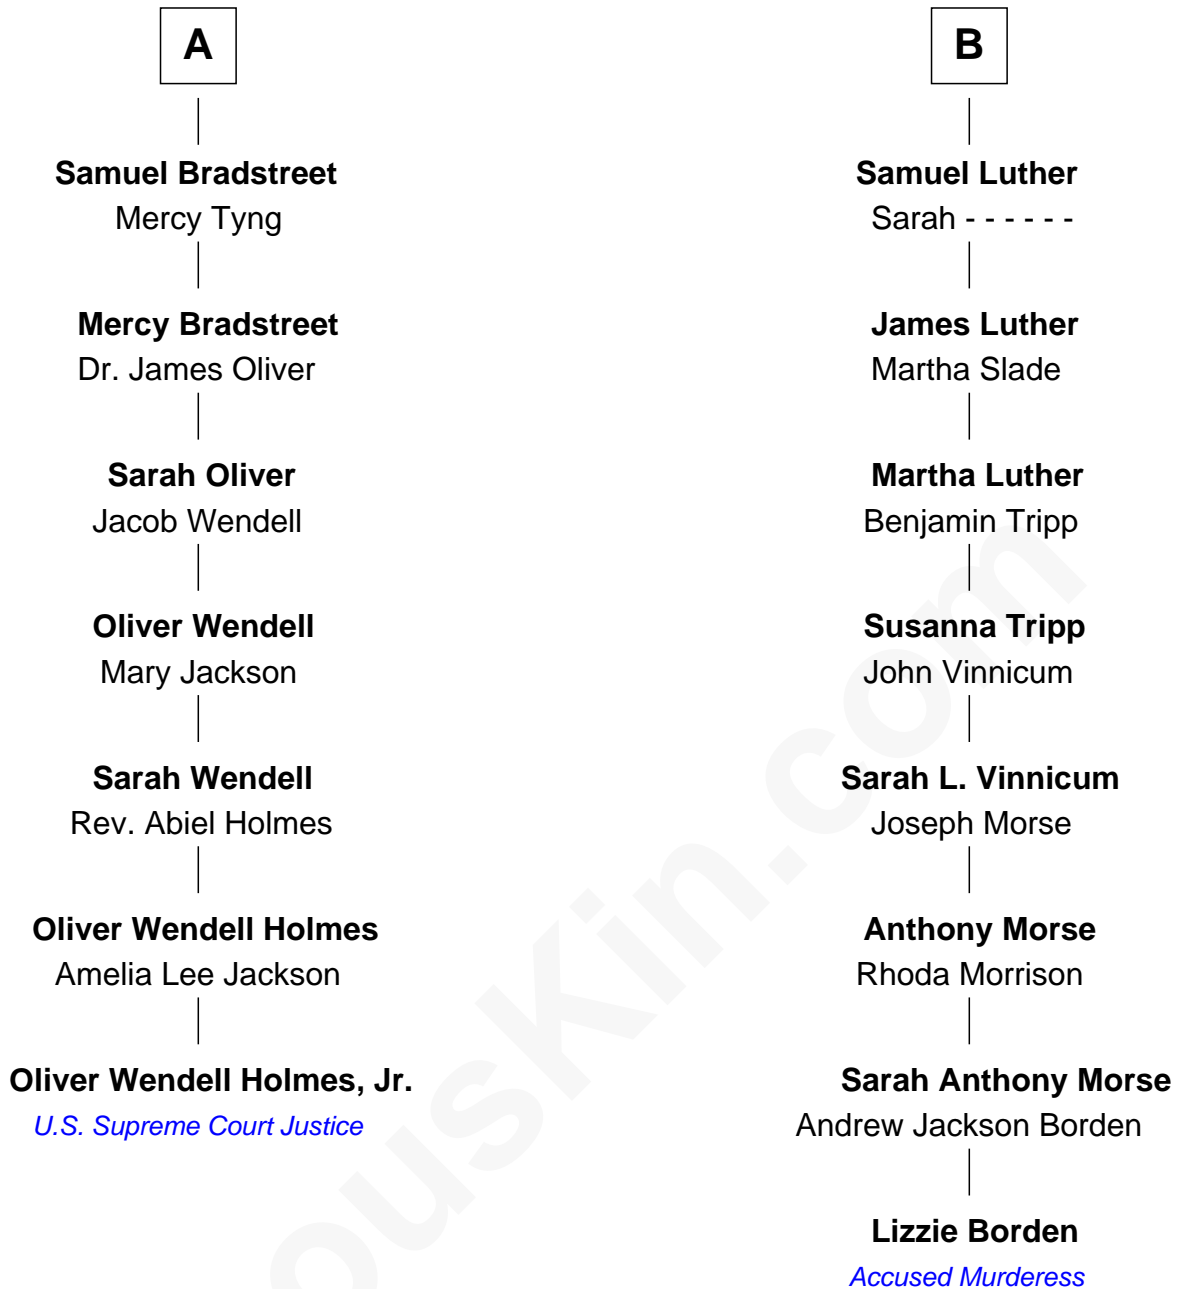 A
Samuel Bradstreet
Mercy Tyng
Mercy Bradstreet
Dr. James Oliver
Sarah Oliver
Jacob Wendell
Oliver Wendell
Mary Jackson
Sarah Wendell
Rev. Abiel Holmes
Oliver Wendell Holmes
Amelia Lee Jackson
Oliver Wendell Holmes, Jr.
U.S. Supreme Court Justice
B
Samuel Luther
Sarah - - - - - -
James Luther
Martha Slade
Martha Luther
Benjamin Tripp
Susanna Tripp
John Vinnicum
Sarah L. Vinnicum
Joseph Morse
Anthony Morse
Rhoda Morrison
Sarah Anthony Morse
Andrew Jackson Borden
Lizzie Borden
Accused Murderess
ousKin.com